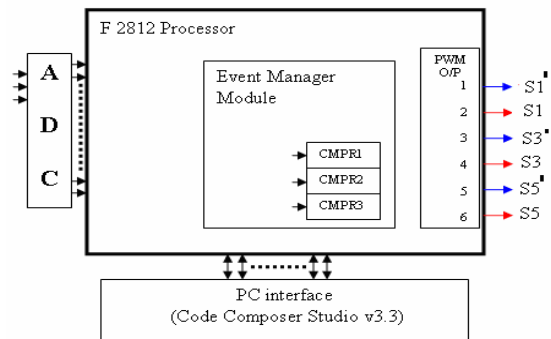 F 2812 Processor
A
D
C
Event Manager
Module
CMPR1
CMPR2
CMPR3
PWM
O/P
1
2
3
4
5
6
S1'
S1
S3'
S3
S5'
S5
PC interface
(Code Composer Studio v3.3)